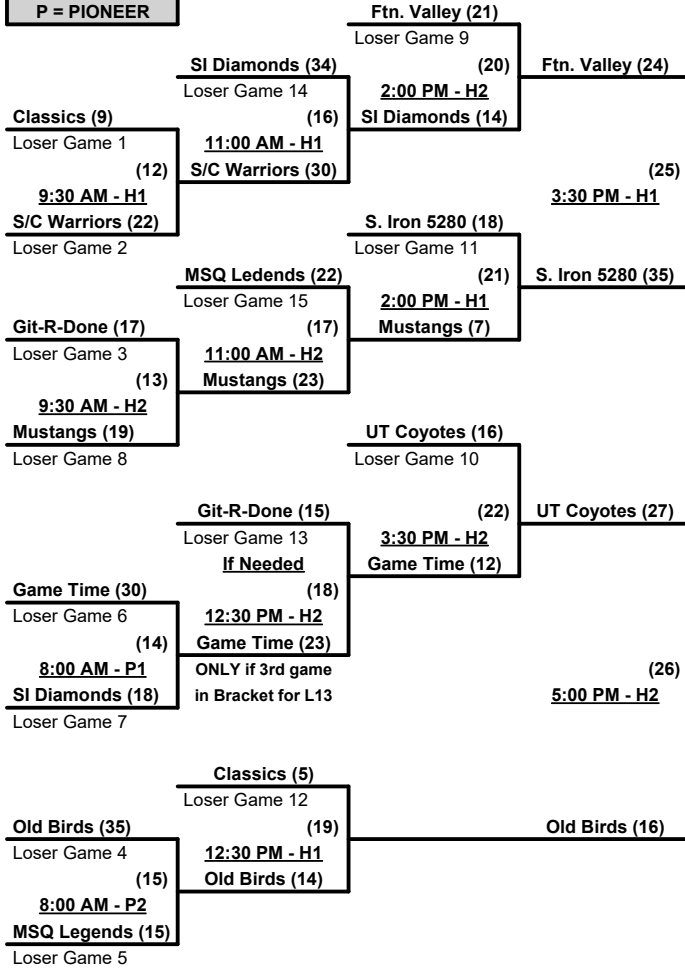 P = PIONEER
Ftn. Valley (21)
Loser Game 9
SI Diamonds (34)
(20)
Ftn. Valley (24)
Loser Game 14
2:00 PM - H2
Classics (9)
(16)
SI Diamonds (14)
Loser Game 1
11:00 AM - H1
(12)
S/C Warriors (30)
(25)
9:30 AM - H1
3:30 PM - H1
S/C Warriors (22)
S. Iron 5280 (18)
Loser Game 2
Loser Game 11
MSQ Ledends (22)
(21)
S. Iron 5280 (35)
Loser Game 15
2:00 PM - H1
Git-R-Done (17)
(17)
Mustangs (7)
Loser Game 3
11:00 AM - H2
(13)
Mustangs (23)
9:30 AM - H2
Mustangs (19)
UT Coyotes (16)
Loser Game 8
Loser Game 10
Git-R-Done (15)
(22)
UT Coyotes (27)
Loser Game 13
3:30 PM - H2
If Needed
Game Time (12)
Game Time (30)
(18)
Loser Game 6
12:30 PM - H2
(14)
Game Time (23)
8:00 AM - P1
ONLY if 3rd game
(26)
SI Diamonds (18)
in Bracket for L13
5:00 PM - H2
Loser Game 7
Classics (5)
Loser Game 12
Old Birds (35)
(19)
Old Birds (16)
Loser Game 4
12:30 PM - H1
(15)
Old Birds (14)
8:00 AM - P2
MSQ Legends (15)
Loser Game 5